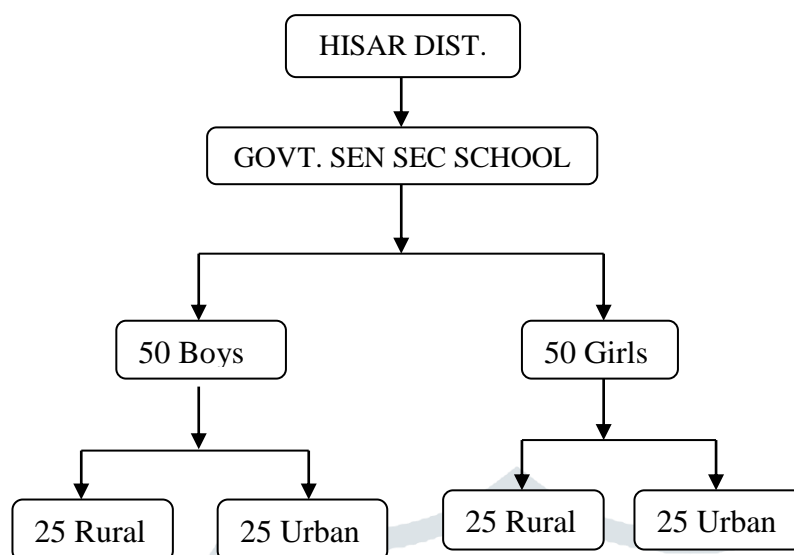 HISAR DIST.
GOVT. SEN SEC SCHOOL
50 Boys
50 Girls
25 Rural
25 Urban
25 Rural
25 Urban